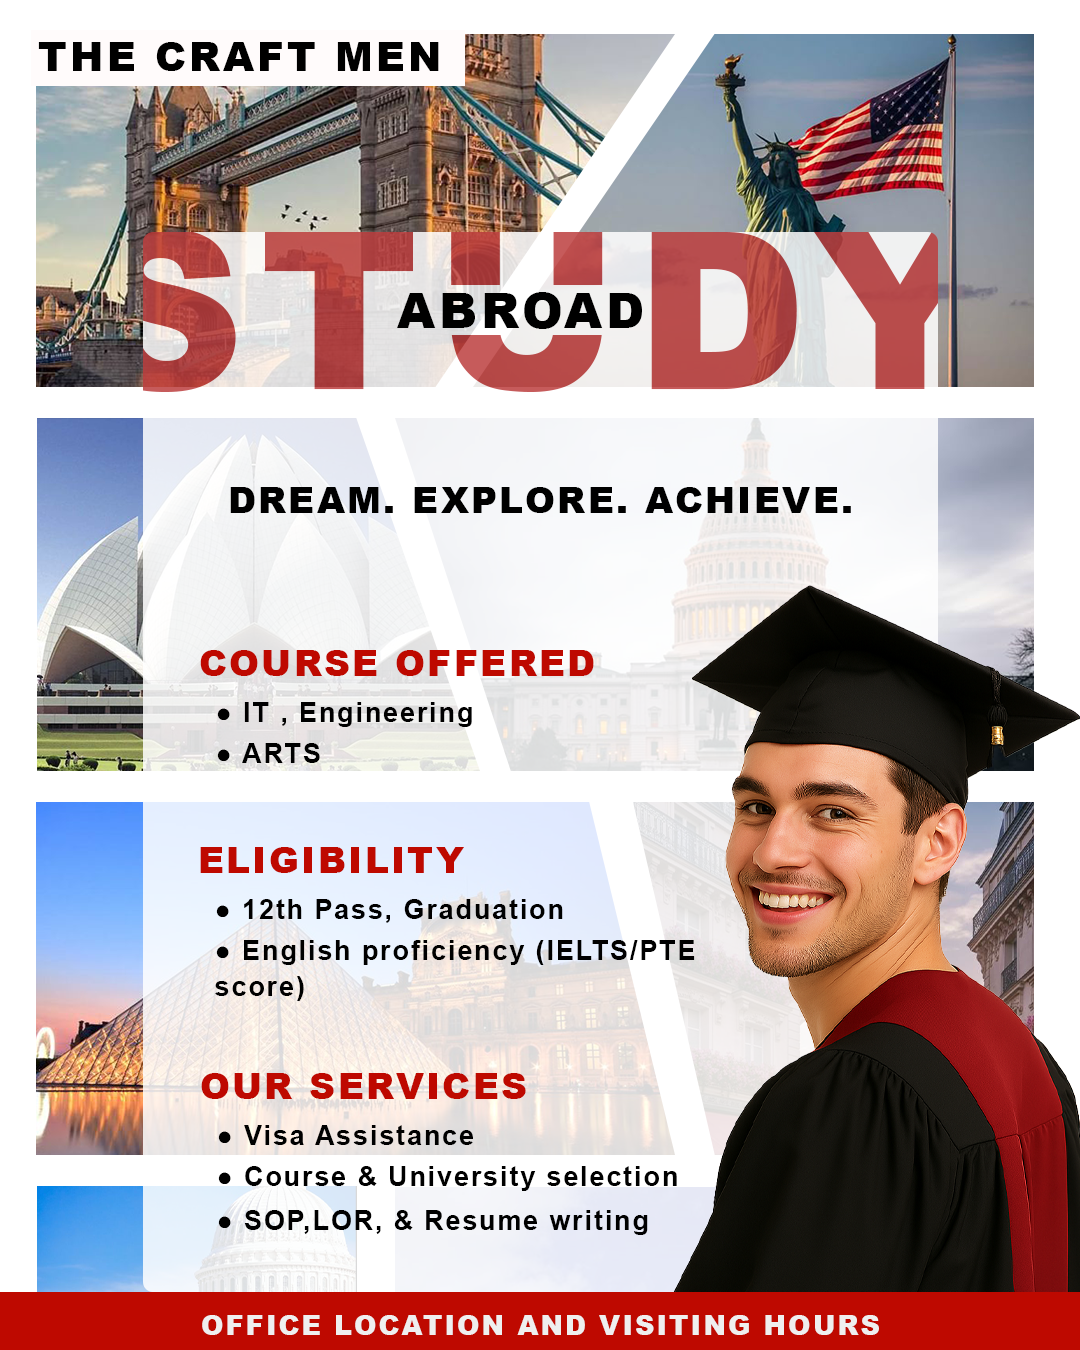 THE CRAFT MEN
STUDY
ABROAD
DREAM. EXPLORE. ACHIEVE.
COURSE OFFERED
● IT , Engineering
● ARTS
ELIGIBILITY
● 12th Pass, Graduation
● English proficiency (IELTS/PTE
score)
OUR SERVICES
● Visa Assistance
● Course & University selection
● SOP,LOR, & Resume writing
OFFICE LOCATION AND VISITING HOURS